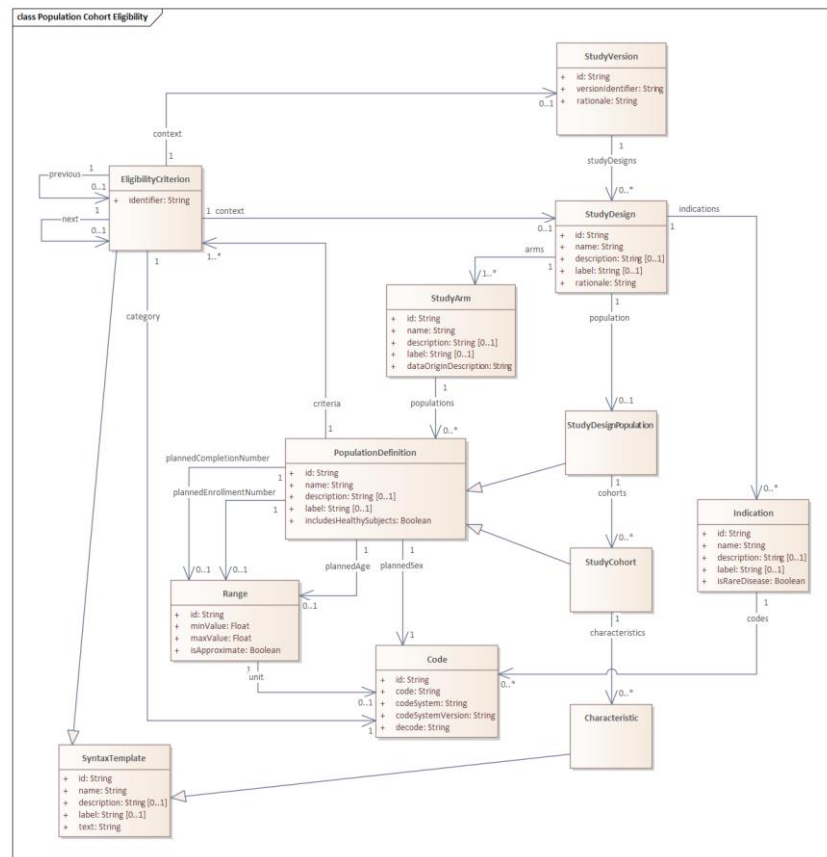 class Population Cohort Eligibility
StudyVersion
+ id: String
+ versionIdentifier: String
+ rationale: String
0..1
context
1
1
studyDesigns
0..*
previous
1
0..1
1
next
0..1
EligibilityCriterion
+ identifier: String
1
1 context
0..1
1..*
StudyDesign
+ id: String
+ name: String
+ description: String [0..1]
+ label: String [0..1]
+ rationale: String
indications
1
arms
1
1..*
1
population
0..1
category
StudyArm
+ id: String
+ name: String
+ description: String [0..1]
+ label: String [0..1]
+ dataOriginDescription: String
1
populations
0..*
criteria
1
plannedCompletionNumber
1
plannedEnrollmentNumber
1
PopulationDefinition
+ id: String
+ name: String
+ description: String [0..1]
+ label: String [0..1]
+ includesHealthySubjects: Boolean
StudyDesignPopulation
1
cohorts
0..*
0..*
Indication
+ id: String
+ name: String
+ description: String [0..1]
+ label: String [0..1]
+ isRareDisease: Boolean
1
codes
0..*
1
plannedAge
0..1
1
plannedSex
1
0..1
0..1
StudyCohort
1
characteristics
0..*
Range
+ id: String
+ minValue: Float
+ maxValue: Float
+ isApproximate: Boolean
1
unit
0..1
1
Code
+ id: String
+ code: String
+ codeSystem: String
+ codeSystemVersion: String
+ decode: String
Characteristic
SyntaxTemplate
+ id: String
+ name: String
+ description: String [0..1]
+ label: String [0..1]
+ text: String